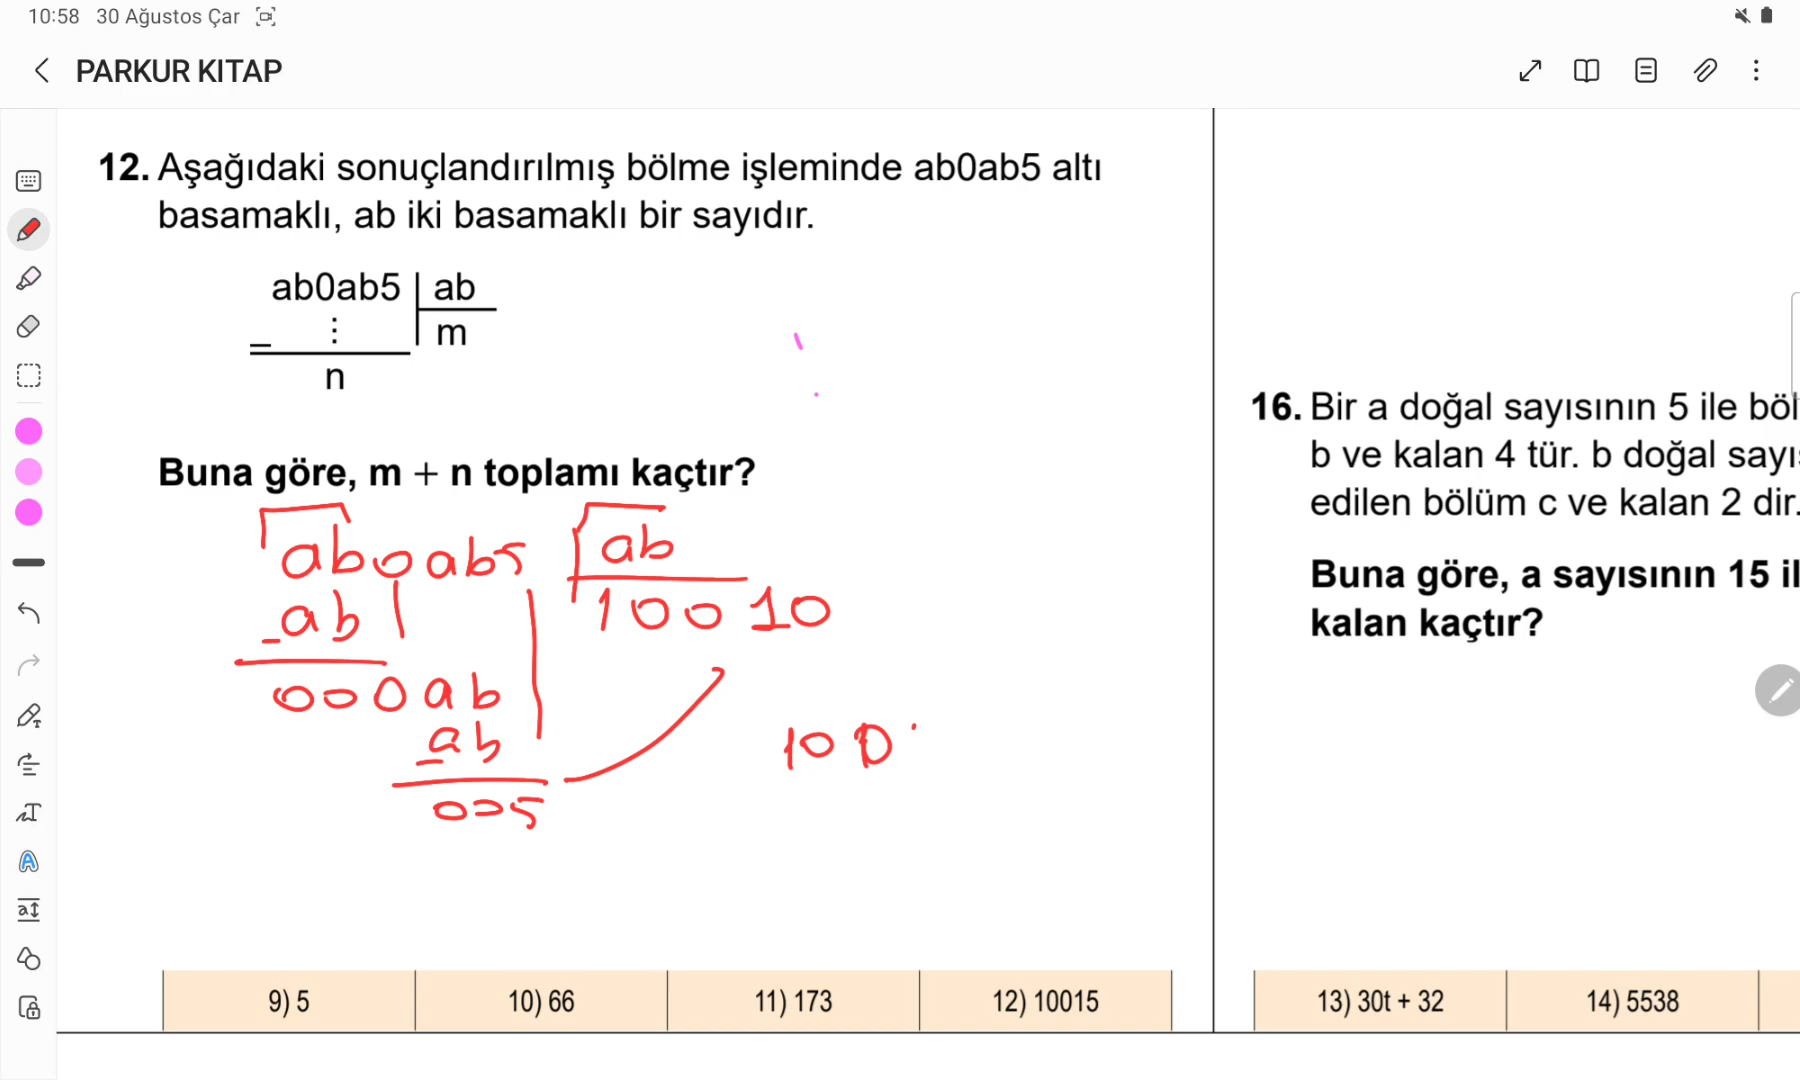 10:58 30 Ağustos Çar
PARKUR KITAP
12. Aşağıdaki sonuçlandırılmış bölme işleminde ab0ab5 altı
basamaklı, ab iki basamaklı bir sayıdır.
ab0ab5 | ab
⋮ m
−
n
Buna göre, m + n toplamı kaçtır?
ab0ab5 | ab
-ab 10010
000ab
-ab 100
005
9) 5 10) 66 11) 173 12) 10015
16. Bir a doğal sayısının 5 ile böl
b ve kalan 4 tür. b doğal sayı
edilen bölüm c ve kalan 2 dir.
Buna göre, a sayısının 15 il
kalan kaçtır?
13) 30t + 32 14) 5538